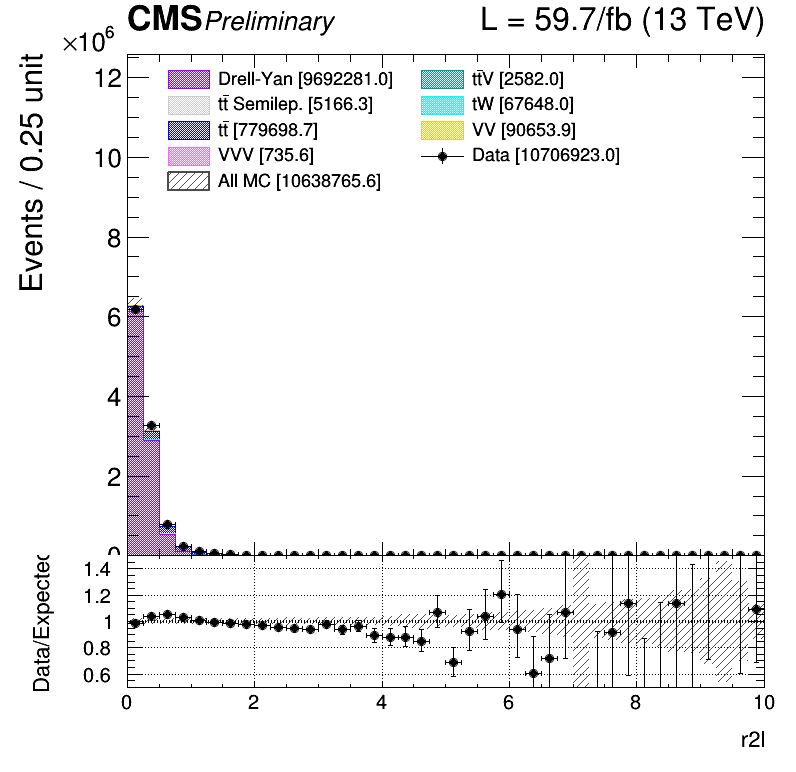 CMS Preliminary L = 59.7/fb (13 TeV)
×10⁶
Events / 0.25 unit
12
10
8
6
4
2
0
Drell-Yan [9692281.0]
tt̄ Semilep. [5166.3]
tt̄ [779698.7]
VVV [735.6]
All MC [10638765.6]
tt̄V [2582.0]
tW [67648.0]
VV [90653.9]
Data [10706923.0]
Data/Expected
1.4
1.2
1
0.8
0.6
0 2 4 6 8 10
r2l